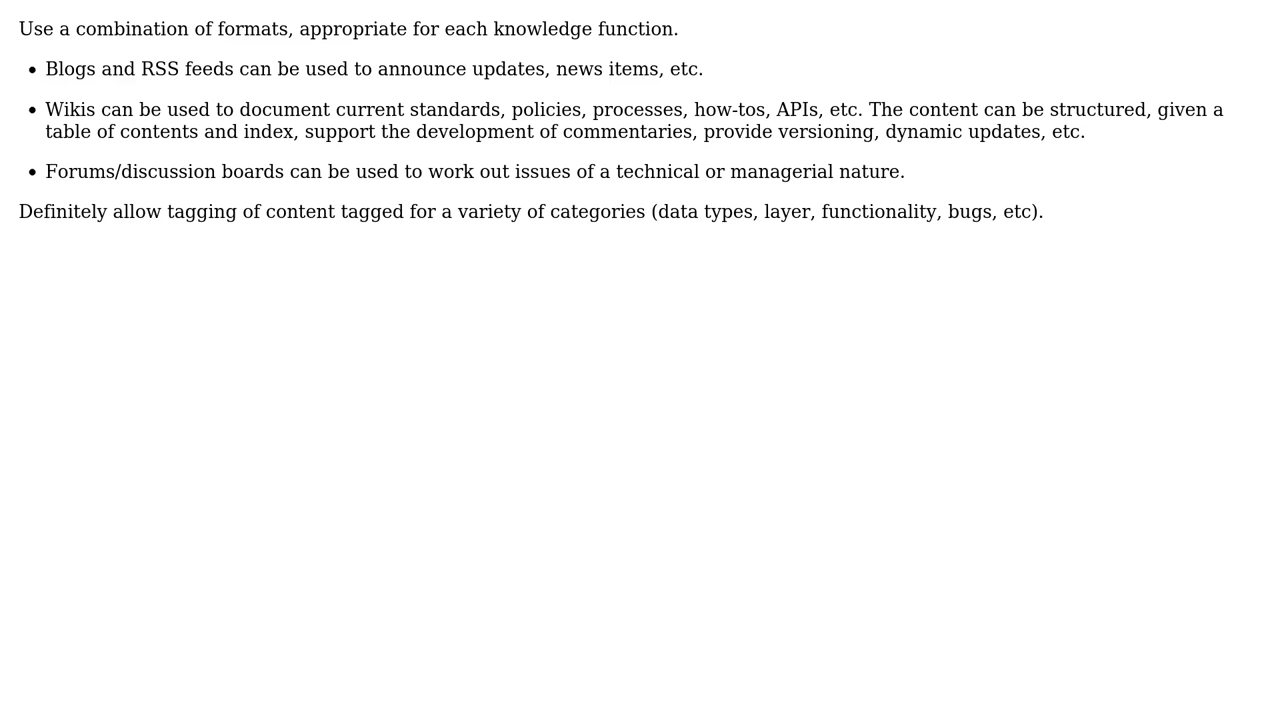 Use a combination of formats, appropriate for each knowledge function.
• Blogs and RSS feeds can be used to announce updates, news items, etc.
• Wikis can be used to document current standards, policies, processes, how-tos, APIs, etc. The content can be structured, given a
table of contents and index, support the development of commentaries, provide versioning, dynamic updates, etc.
• Forums/discussion boards can be used to work out issues of a technical or managerial nature.
Definitely allow tagging of content tagged for a variety of categories (data types, layer, functionality, bugs, etc).